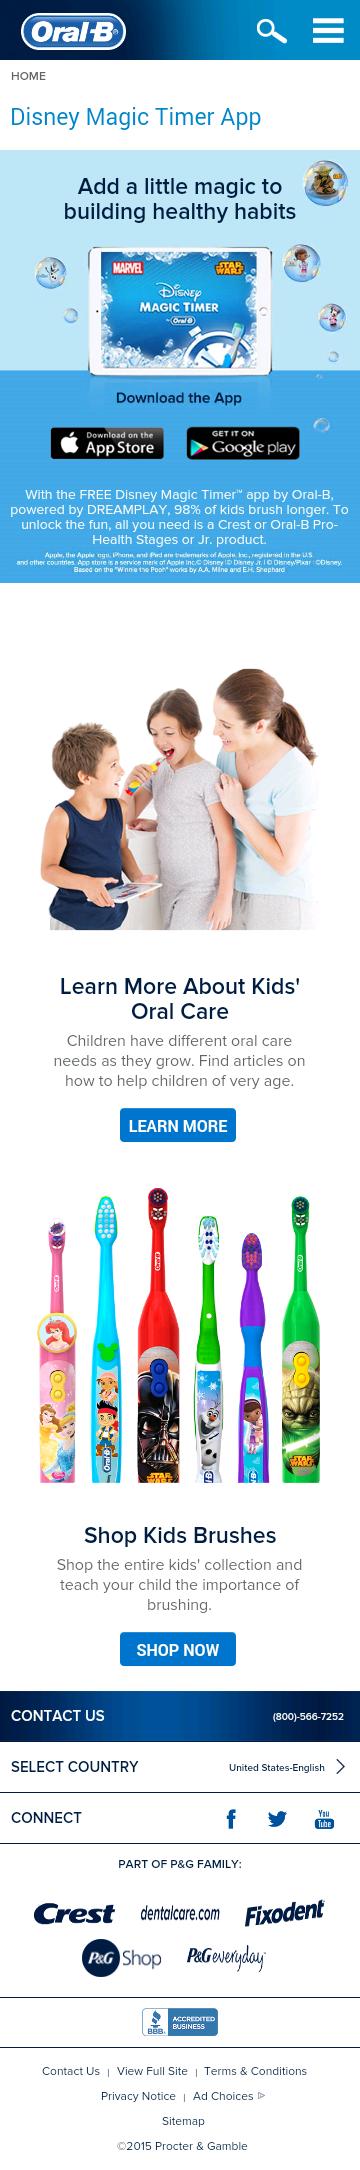 Oral-B
HOME
Disney Magic Timer App
Add a little magic to
building healthy habits
MARVEL
STAR WARS
Disney
MAGIC TIMER
by Oral-B
Download the App
Download on the
App Store
GET IT ON
Google play
With the FREE Disney Magic Timer™ app by Oral-B,
powered by DREAMPLAY, 98% of kids brush longer. To
unlock the fun, all you need is a Crest or Oral-B Pro-
Health Stages or Jr. product.
Apple, the Apple logo, iPhone, and iPad are trademarks of Apple Inc., registered in the U.S.
and other countries. App store is a service mark of Apple Inc.© Disney |© Disney Jr. | © Disney/Pixar |©Disney.
Based on the "Winnie the Pooh" works by A.A. Milne and E.H. Shephard
Learn More About Kids'
Oral Care
Children have different oral care
needs as they grow. Find articles on
how to help children of very age.
LEARN MORE
Oral-B
STAR WARS
STAR WARS
Shop Kids Brushes
Shop the entire kids' collection and
teach your child the importance of
brushing.
SHOP NOW
CONTACT US (800)-566-7252
SELECT COUNTRY United States-English
CONNECT You Tube
PART OF P&G FAMILY:
Crest dentalcare.com Fixodent
P&G Shop P&G everyday
BBB ACCREDITED BUSINESS
Contact Us | View Full Site | Terms & Conditions
Privacy Notice | Ad Choices
Sitemap
©2015 Procter & Gamble